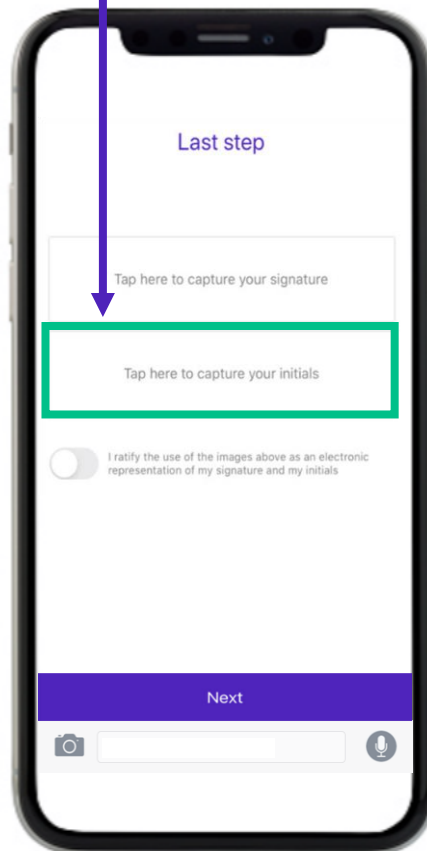 Last step
Tap here to capture your signature
Tap here to capture your initials
I ratify the use of the images above as an electronic
representation of my signature and my initials
Next